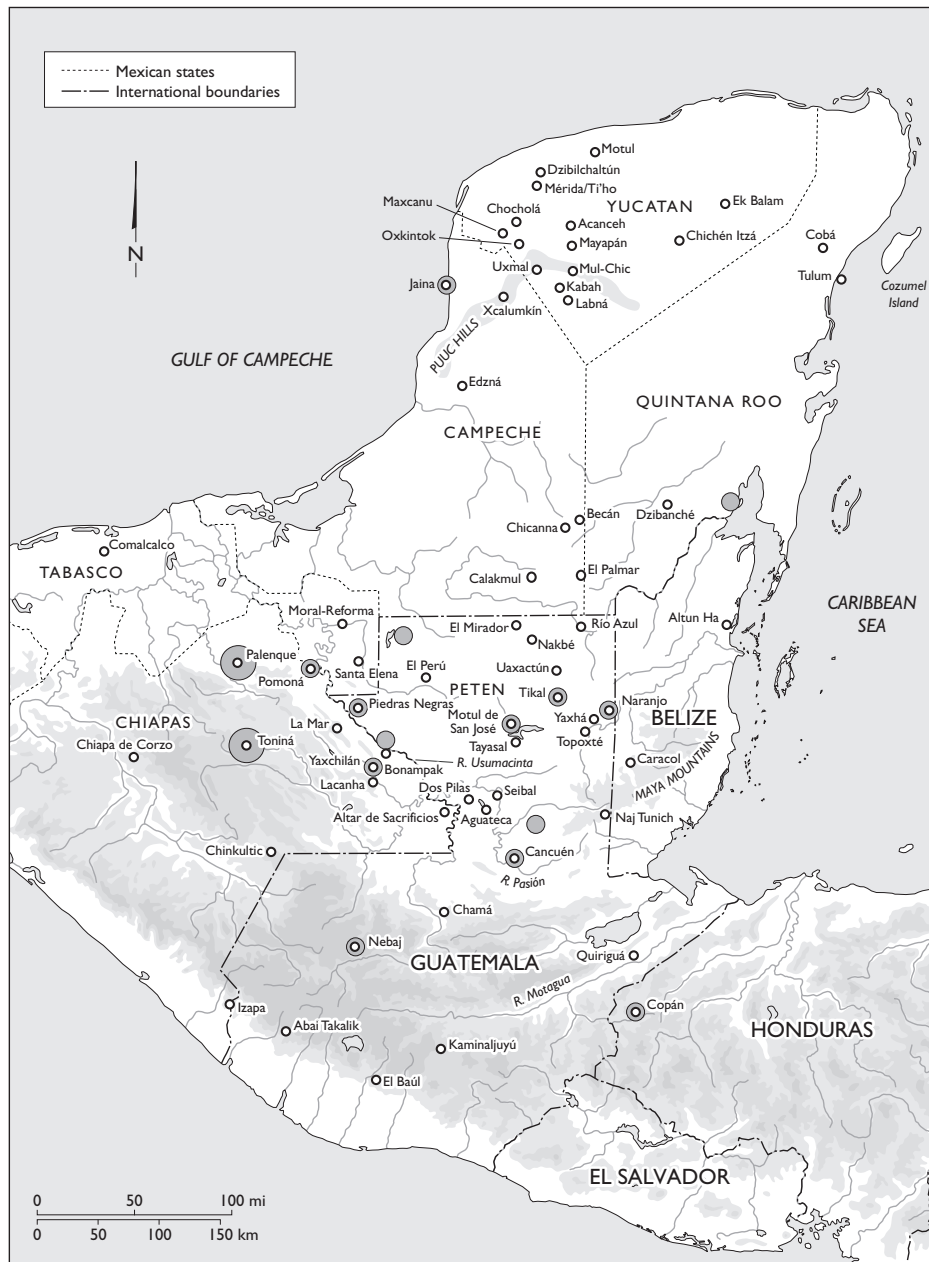 Mexican states
International boundaries
N
Motul
Dzibilchaltún
Mérida/Ti'ho
YUCATAN
Ek Balam
Maxcanu
Chocholá
Acanceh
Oxkintok
Mayapán
Chichén Itzá
Cobá
Uxmal
Mul-Chic
Tulum
Jaina
Kabah
Cozumel
Island
Xcalumkín
Labná
PUUC HILLS
GULF OF CAMPECHE
Edzná
QUINTANA ROO
CAMPECHE
Becán
Dzibanché
Chicanna
Comalcalco
TABASCO
Calakmul
El Palmar
CARIBBEAN
SEA
Moral-Reforma
El Mirador
Río Azul
Altun Ha
Nakbé
Palenque
Santa Elena
El Perú
Uaxactún
Pomoná
PETEN
Tikal
Naranjo
Piedras Negras
CHIAPAS
La Mar
Motul de
San José
Yaxhá
BELIZE
Chiapa de Corzo
Toniná
Tayasal
Topoxté
R. Usumacinta
Yaxchilán
Bonampak
Caracol
MAYA MOUNTAINS
Lacanha
Dos Pilas
Seibal
Altar de Sacrificios
Aguateca
Naj Tunich
Chinkultic
Cancuén
R. Pasión
Chamá
Nebaj
GUATEMALA
Quiriguá
R. Motagua
Izapa
Copán
Abai Takalik
HONDURAS
Kaminaljuyú
El Baúl
EL SALVADOR
0 50 100 mi
0 50 100 150 km